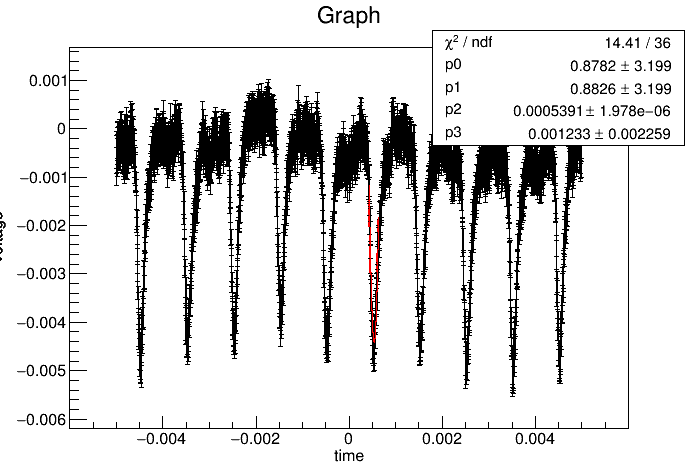 Graph
χ² / ndf 14.41 / 36
p0 0.8782 ± 3.199
p1 0.8826 ± 3.199
p2 0.0005391 ± 1.978e−06
p3 0.001233 ± 0.002259
0.001
0
−0.001
−0.002
−0.003
−0.004
−0.005
−0.006
−0.004 −0.002 0 0.002 0.004
time